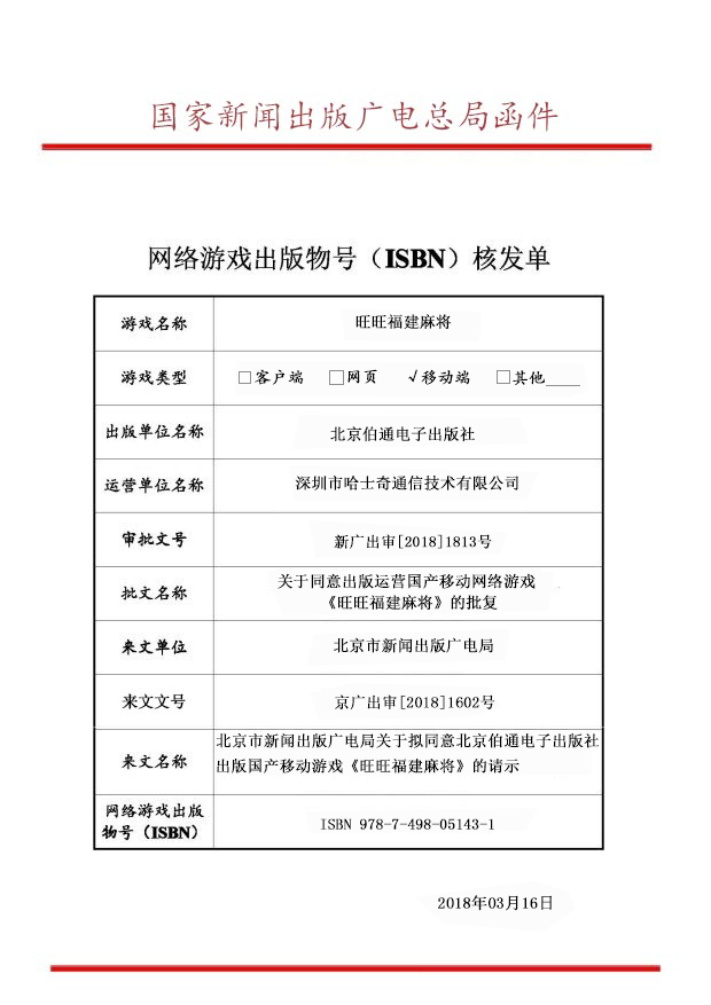 国家新闻出版广电总局函件
网络游戏出版物号（ISBN）核发单
游戏名称 旺旺福建麻将
游戏类型 □客户端 □网页 √移动端 □其他____
出版单位名称 北京伯通电子出版社
运营单位名称 深圳市哈士奇通信技术有限公司
审批文号 新广出审[2018]1813号
批文名称 关于同意出版运营国产移动网络游戏
《旺旺福建麻将》的批复
来文单位 北京市新闻出版广电局
来文文号 京广出审[2018]1602号
来文名称 北京市新闻出版广电局关于拟同意北京伯通电子出版社
出版国产移动游戏《旺旺福建麻将》的请示
网络游戏出版
物号（ISBN） ISBN 978-7-498-05143-1
2018年03月16日